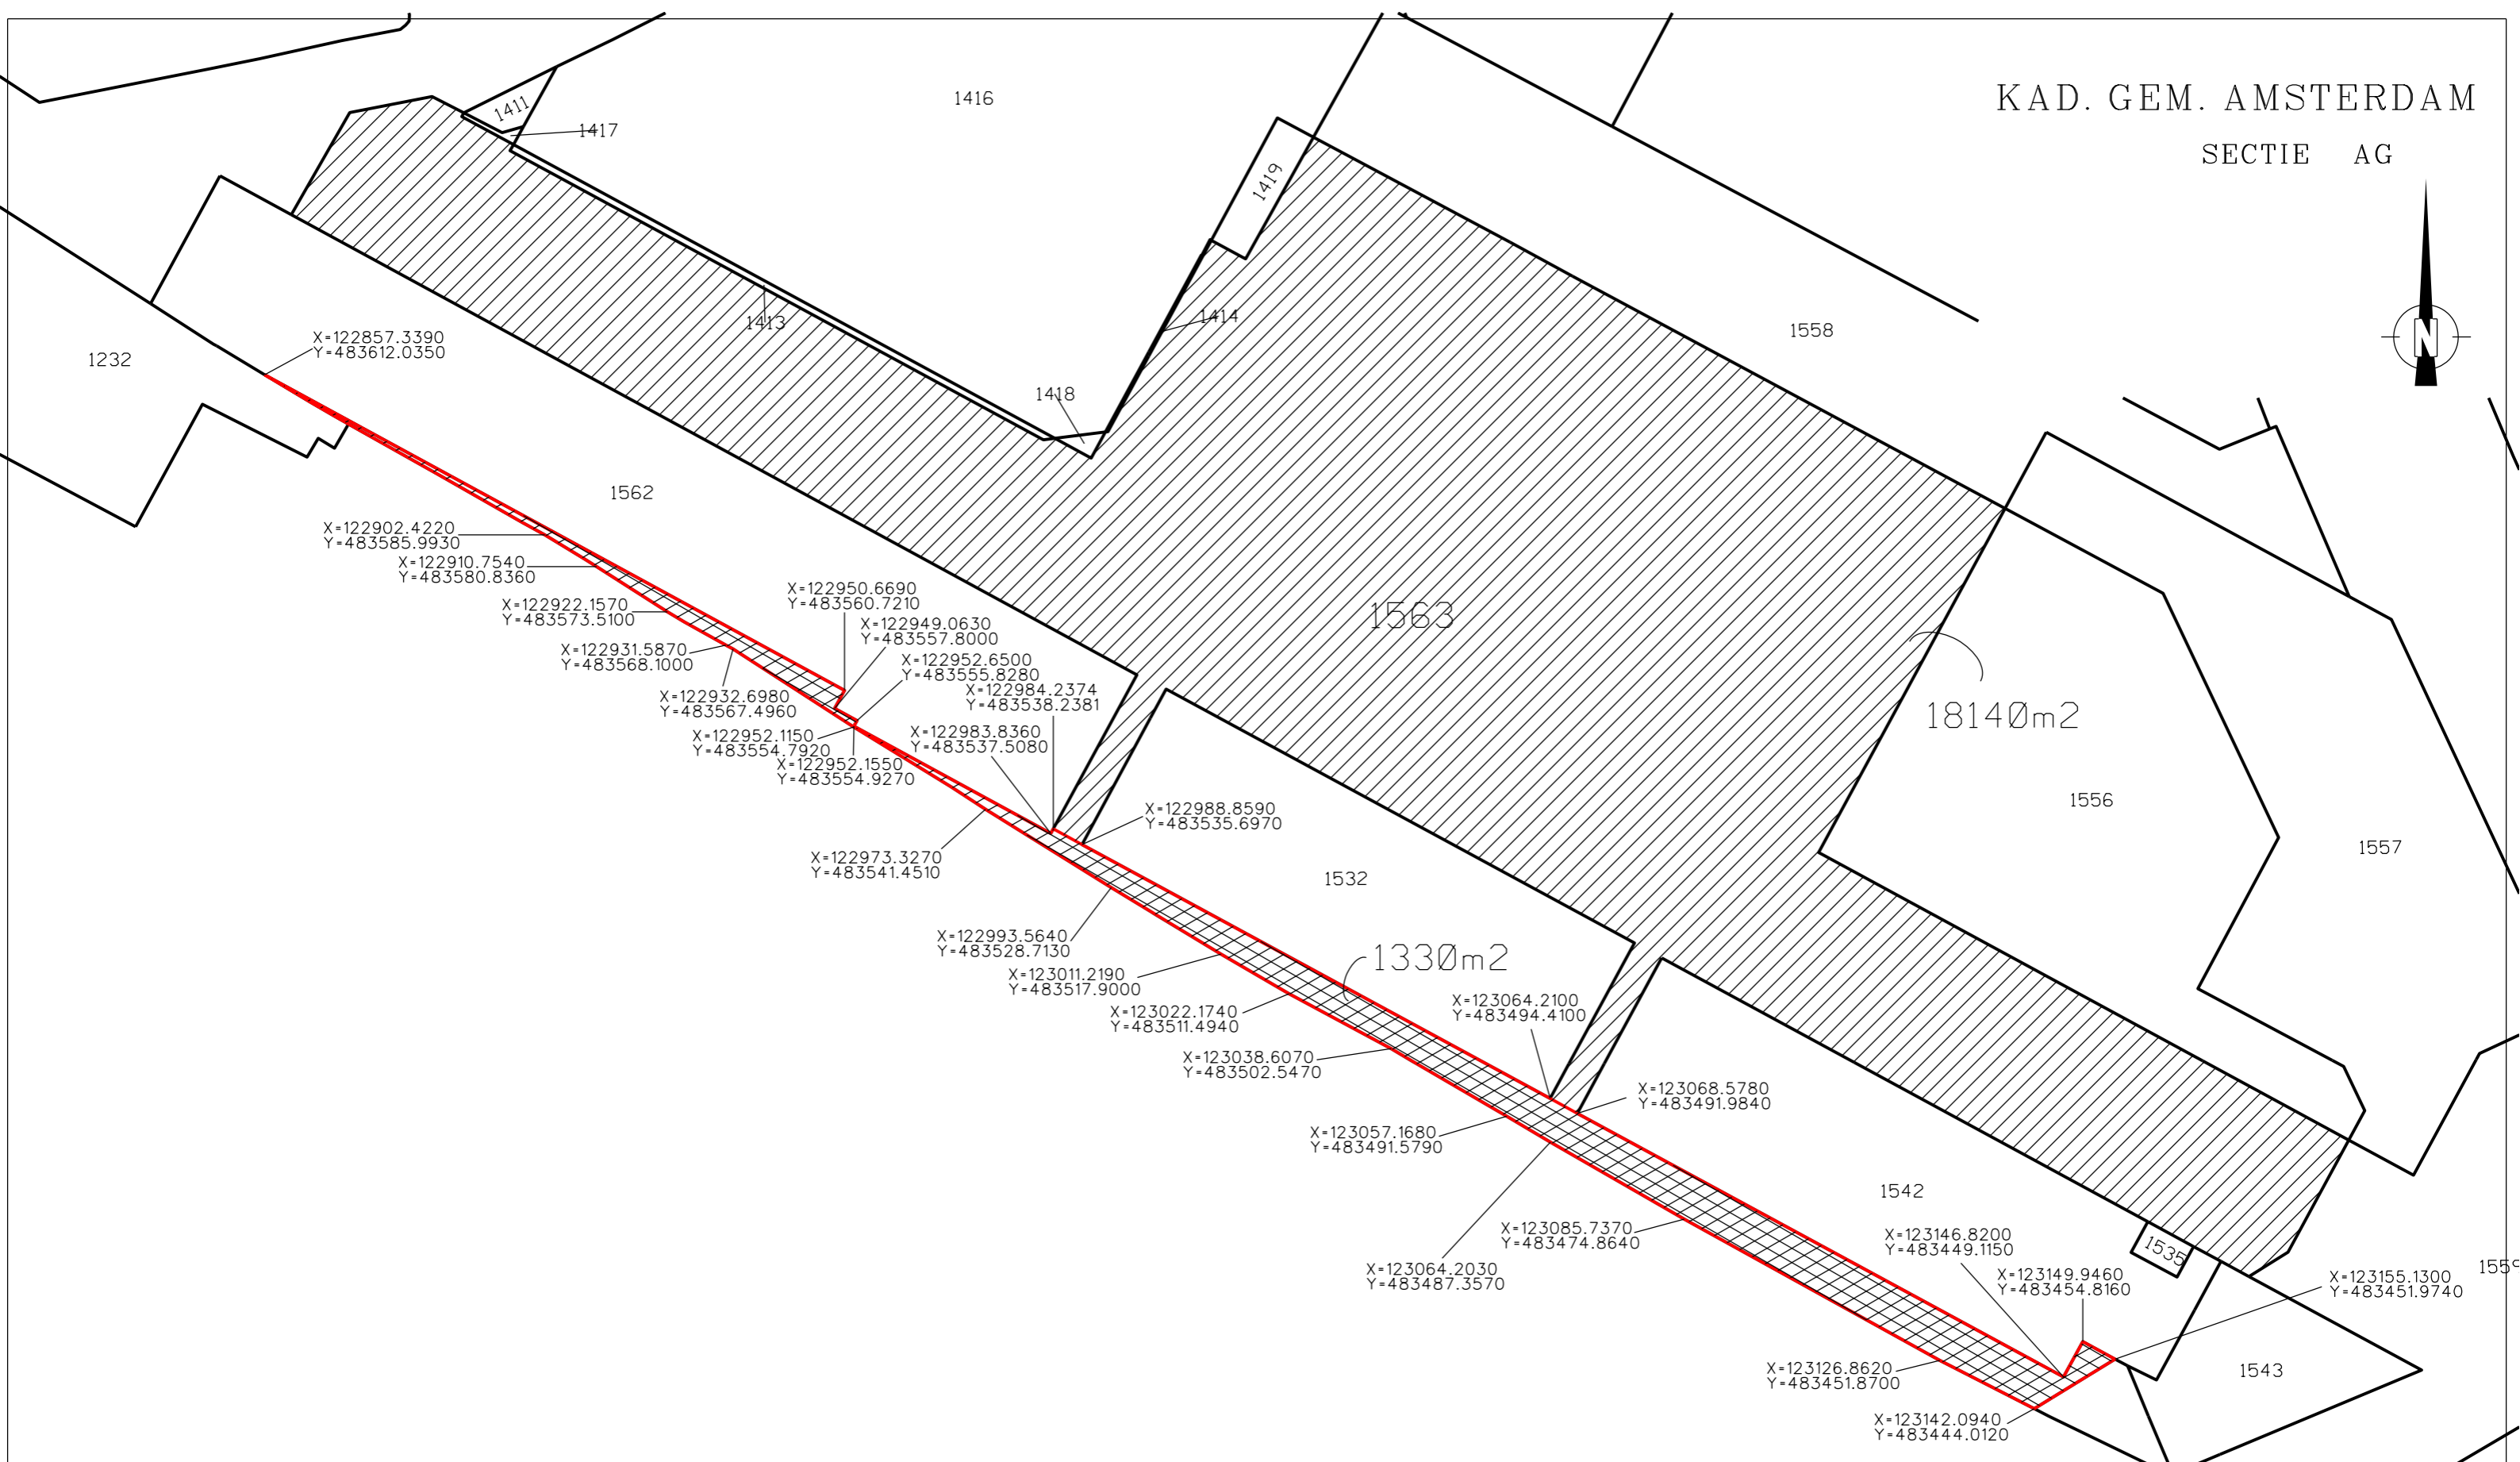 KAD. GEM. AMSTERDAM
SECTIE AG
N
1411
1417
1416
1419
1413
1414
1418
1558
1232
X=122857.3390
Y=483612.0350
1562
X=122902.4220
Y=483585.9930
X=122910.7540
Y=483580.8360
X=122922.1570
Y=483573.5100
X=122931.5870
Y=483568.1000
X=122932.6980
Y=483567.4960
X=122950.6690
Y=483560.7210
X=122949.0630
Y=483557.8000
X=122952.6500
Y=483555.8280
X=122984.2374
Y=483538.2381
X=122952.1150
Y=483554.7920
X=122952.1550
Y=483554.9270
X=122983.8360
Y=483537.5080
1563
18140m2
1556
1557
X=122988.8590
Y=483535.6970
X=122973.3270
Y=483541.4510
1532
X=122993.5640
Y=483528.7130
1330m2
X=123011.2190
Y=483517.9000
X=123022.1740
Y=483511.4940
X=123064.2100
Y=483494.4100
X=123038.6070
Y=483502.5470
X=123068.5780
Y=483491.9840
X=123057.1680
Y=483491.5790
1542
X=123085.7370
Y=483474.8640
X=123064.2030
Y=483487.3570
X=123146.8200
Y=483449.1150
1535
X=123149.9460
Y=483454.8160
X=123155.1300
Y=483451.9740
1559
X=123126.8620
Y=483451.8700
1543
X=123142.0940
Y=483444.0120